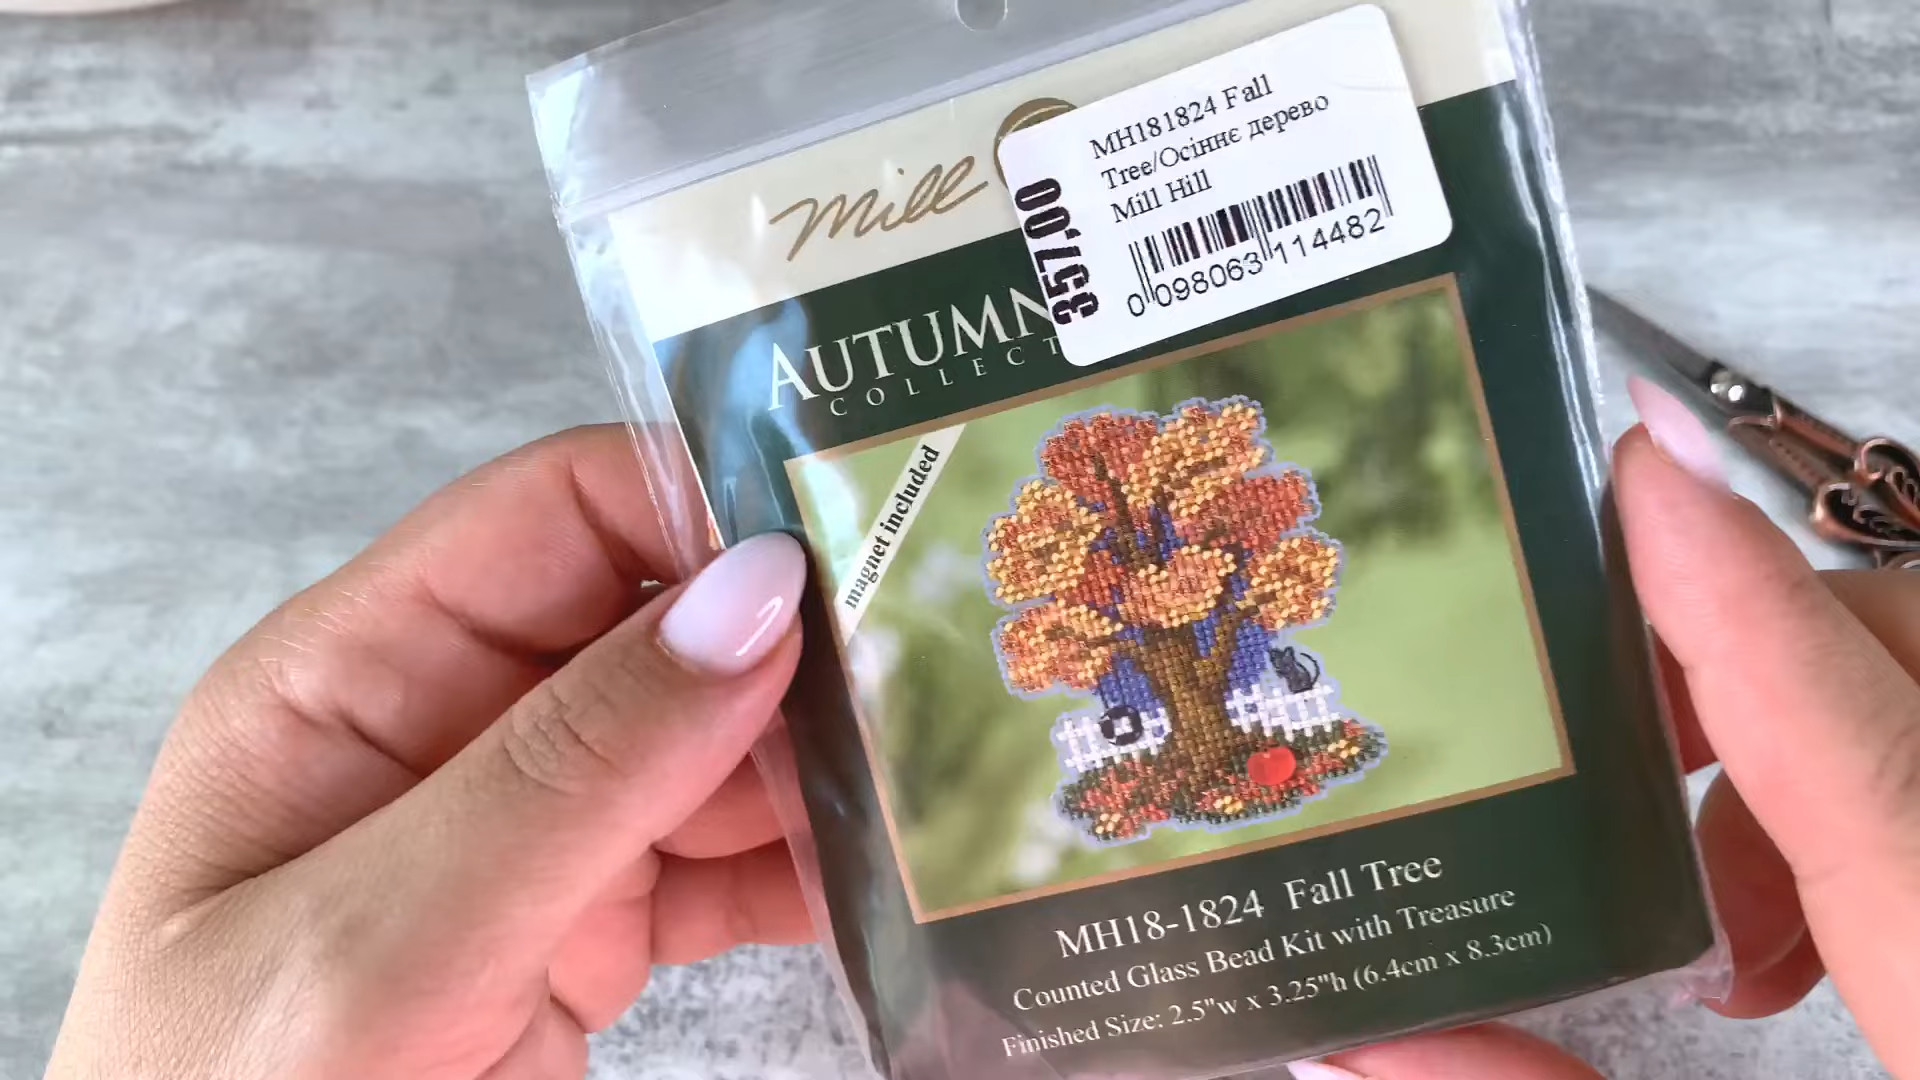 Mill
MH181824 Fall
Tree/Осіннє дерево
Mill Hill
357,00
0 098063 114482
AUTUMN
COLLECT
magnet included
MH18-1824 Fall Tree
Counted Glass Bead Kit with Treasure
Finished Size: 2.5"w x 3.25"h (6.4cm x 8.3cm)